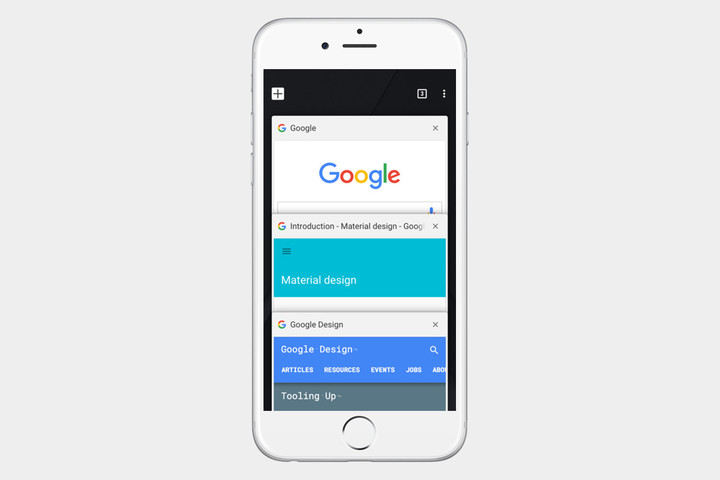 3
Google
Google
Introduction - Material design - Goog
Material design
Google Design
Google Design
ARTICLES RESOURCES EVENTS JOBS ABOU
Tooling Up